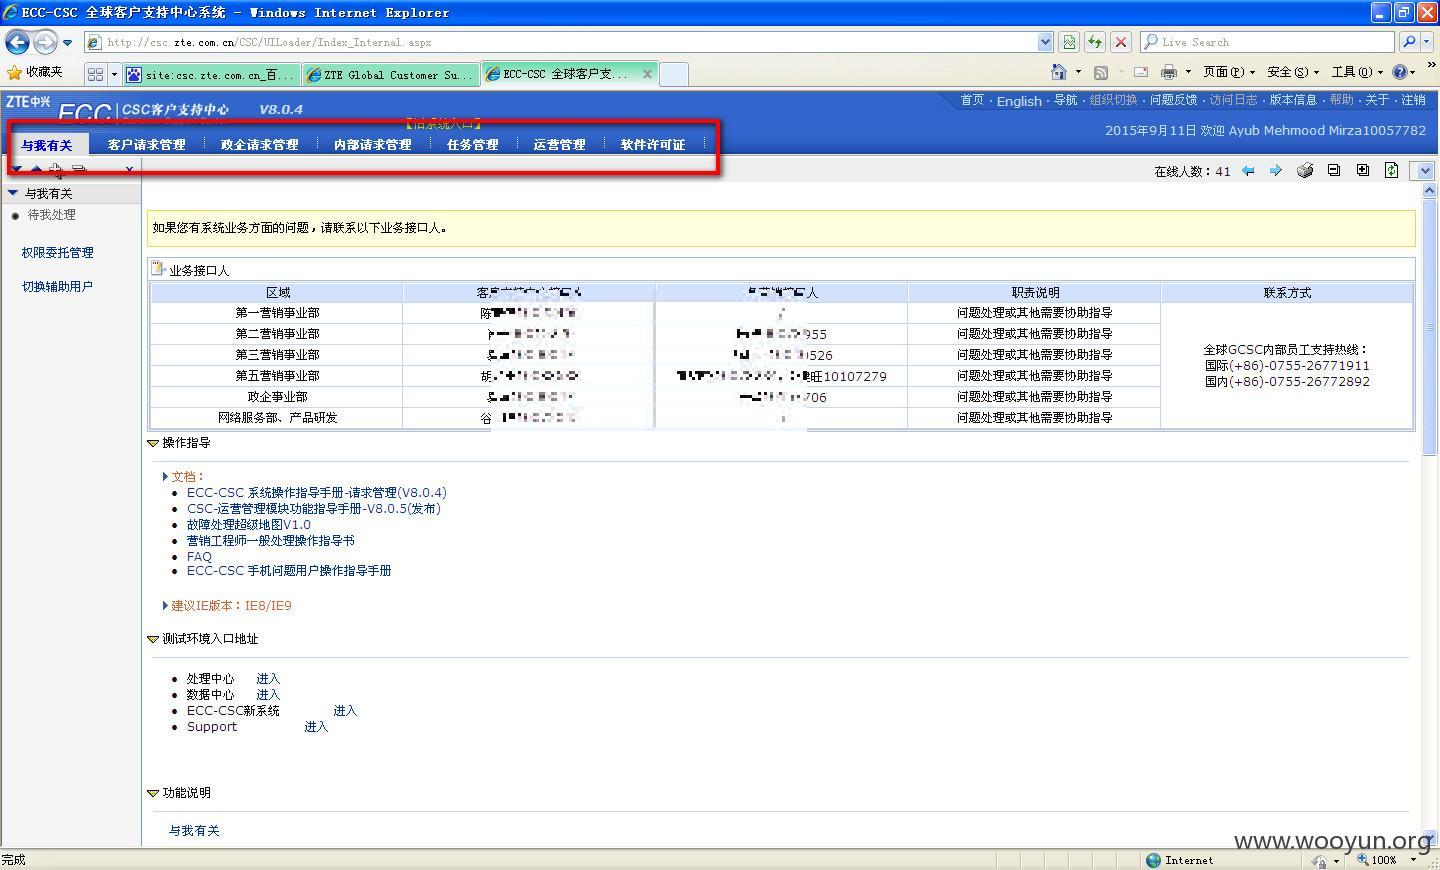 ECC-CSC 全球客户支持中心系统 - Windows Internet Explorer
http://csc.zte.com.cn/CSC/UILoader/Index_Internal.aspx
Live Search
收藏夹
site:csc.zte.com.cn_百...
ZTE Global Customer Su...
ECC-CSC 全球客户支...
页面(P)
安全(S)
工具(O)
ZTE中兴
ECC
CSC客户支持中心
V8.0.4
首页 · English · 导航 · 组织切换 · 问题反馈 · 访问日志 · 版本信息 · 帮助 · 关于 · 注销
【旧系统入口】
2015年9月11日 欢迎 Ayub Mehmood Mirza10057782
与我有关
客户请求管理
政企请求管理
内部请求管理
任务管理
运营管理
软件许可证
在线人数：41
与我有关
待我处理
权限委托管理
切换辅助用户
如果您有系统业务方面的问题，请联系以下业务接口人。
业务接口人
区域 客 人 职责说明 联系方式
第一营销事业部 陈 / 问题处理或其他需要协助指导
第二营销事业部 955 问题处理或其他需要协助指导
第三营销事业部 526 问题处理或其他需要协助指导
第五营销事业部 胡 旺10107279 问题处理或其他需要协助指导
政企事业部 706 问题处理或其他需要协助指导
网络服务部、产品研发 谷 问题处理或其他需要协助指导
全球GCSC内部员工支持热线：
国际(+86)-0755-26771911
国内(+86)-0755-26772892
操作指导
文档：
ECC-CSC 系统操作指导手册-请求管理(V8.0.4)
CSC-运营管理模块功能指导手册-V8.0.5(发布)
故障处理超级地图V1.0
营销工程师一般处理操作指导书
FAQ
ECC-CSC 手机问题用户操作指导手册
建议IE版本：IE8/IE9
测试环境入口地址
处理中心 进入
数据中心 进入
ECC-CSC新系统 进入
Support 进入
功能说明
与我有关
www.wooyun.org
完成
Internet
100%